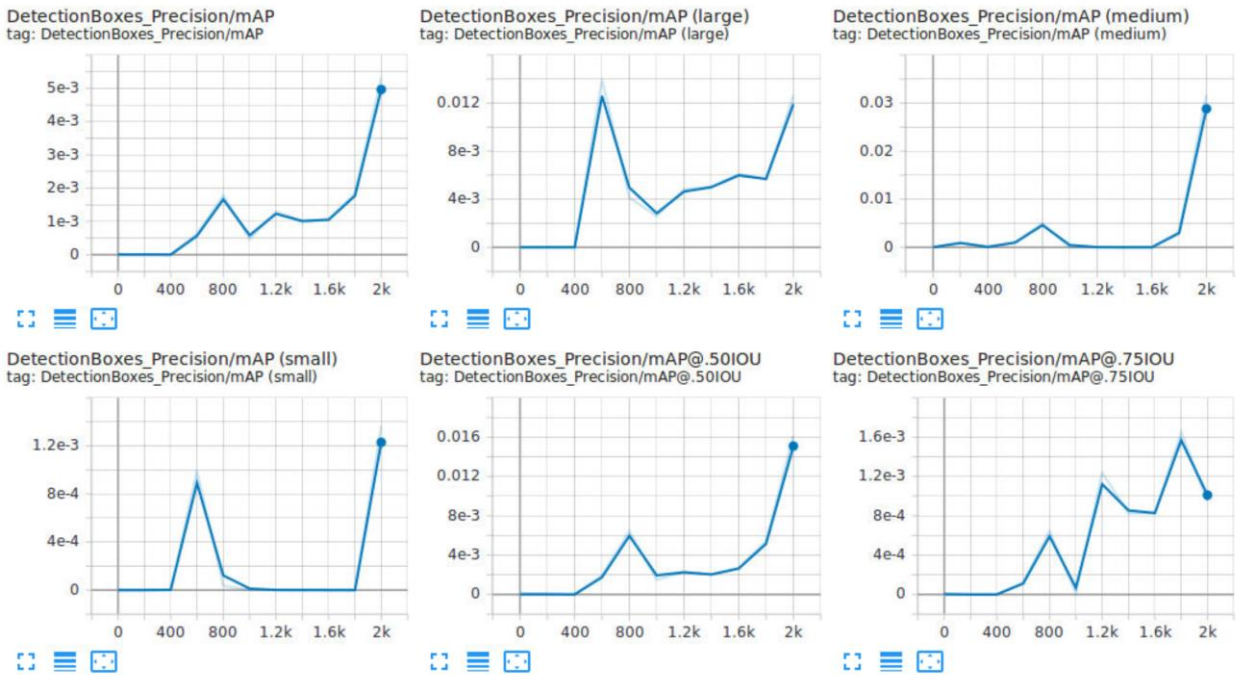 DetectionBoxes_Precision/mAP
tag: DetectionBoxes_Precision/mAP
5e-3
4e-3
3e-3
2e-3
1e-3
0
0 400 800 1.2k 1.6k 2k
DetectionBoxes_Precision/mAP (large)
tag: DetectionBoxes_Precision/mAP (large)
0.012
8e-3
4e-3
0
0 400 800 1.2k 1.6k 2k
DetectionBoxes_Precision/mAP (medium)
tag: DetectionBoxes_Precision/mAP (medium)
0.03
0.02
0.01
0
0 400 800 1.2k 1.6k 2k
DetectionBoxes_Precision/mAP (small)
tag: DetectionBoxes_Precision/mAP (small)
1.2e-3
8e-4
4e-4
0
0 400 800 1.2k 1.6k 2k
DetectionBoxes_Precision/mAP@.50IOU
tag: DetectionBoxes_Precision/mAP@.50IOU
0.016
0.012
8e-3
4e-3
0
0 400 800 1.2k 1.6k 2k
DetectionBoxes_Precision/mAP@.75IOU
tag: DetectionBoxes_Precision/mAP@.75IOU
1.6e-3
1.2e-3
8e-4
4e-4
0
0 400 800 1.2k 1.6k 2k